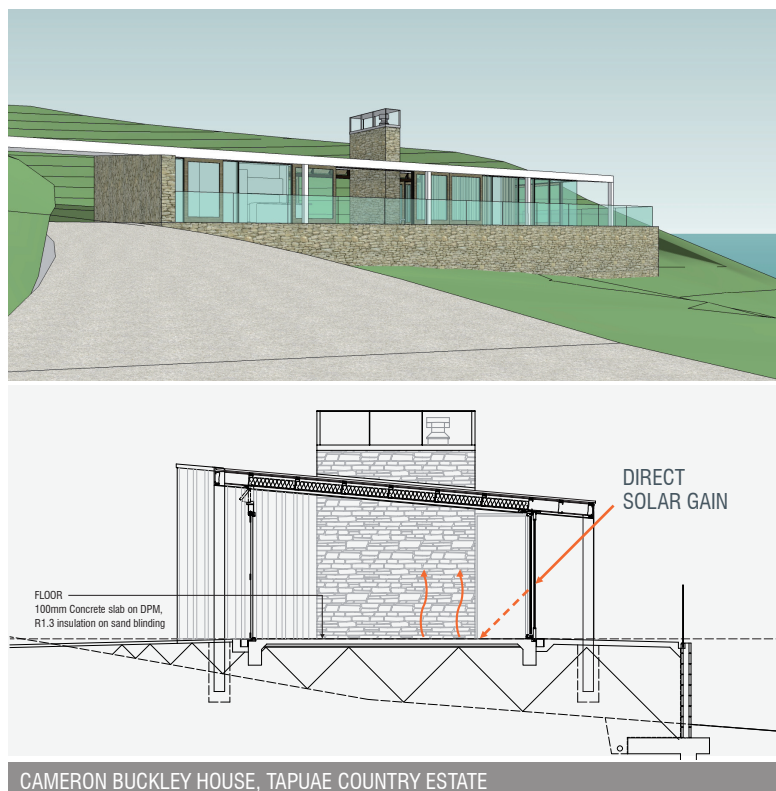 DIRECT
SOLAR GAIN
FLOOR
100mm Concrete slab on DPM,
R1.3 insulation on sand blinding
CAMERON BUCKLEY HOUSE, TAPUAE COUNTRY ESTATE